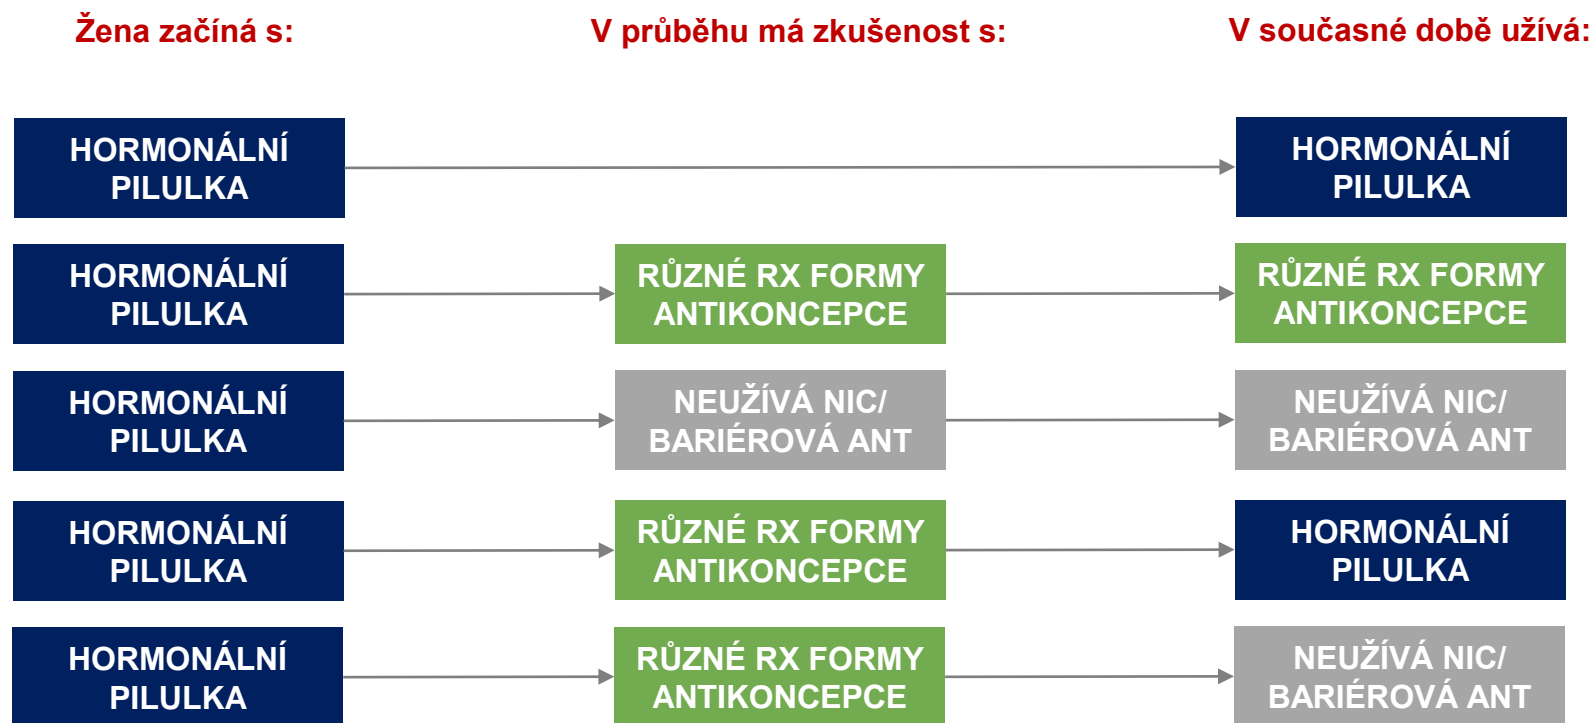 Žena začíná s:
V průběhu má zkušenost s:
V současné době užívá:
HORMONÁLNÍ
PILULKA
HORMONÁLNÍ
PILULKA
HORMONÁLNÍ
PILULKA
RŮZNÉ RX FORMY
ANTIKONCEPCE
RŮZNÉ RX FORMY
ANTIKONCEPCE
HORMONÁLNÍ
PILULKA
NEUŽÍVÁ NIC/
BARIÉROVÁ ANT
NEUŽÍVÁ NIC/
BARIÉROVÁ ANT
HORMONÁLNÍ
PILULKA
RŮZNÉ RX FORMY
ANTIKONCEPCE
HORMONÁLNÍ
PILULKA
HORMONÁLNÍ
PILULKA
RŮZNÉ RX FORMY
ANTIKONCEPCE
NEUŽÍVÁ NIC/
BARIÉROVÁ ANT